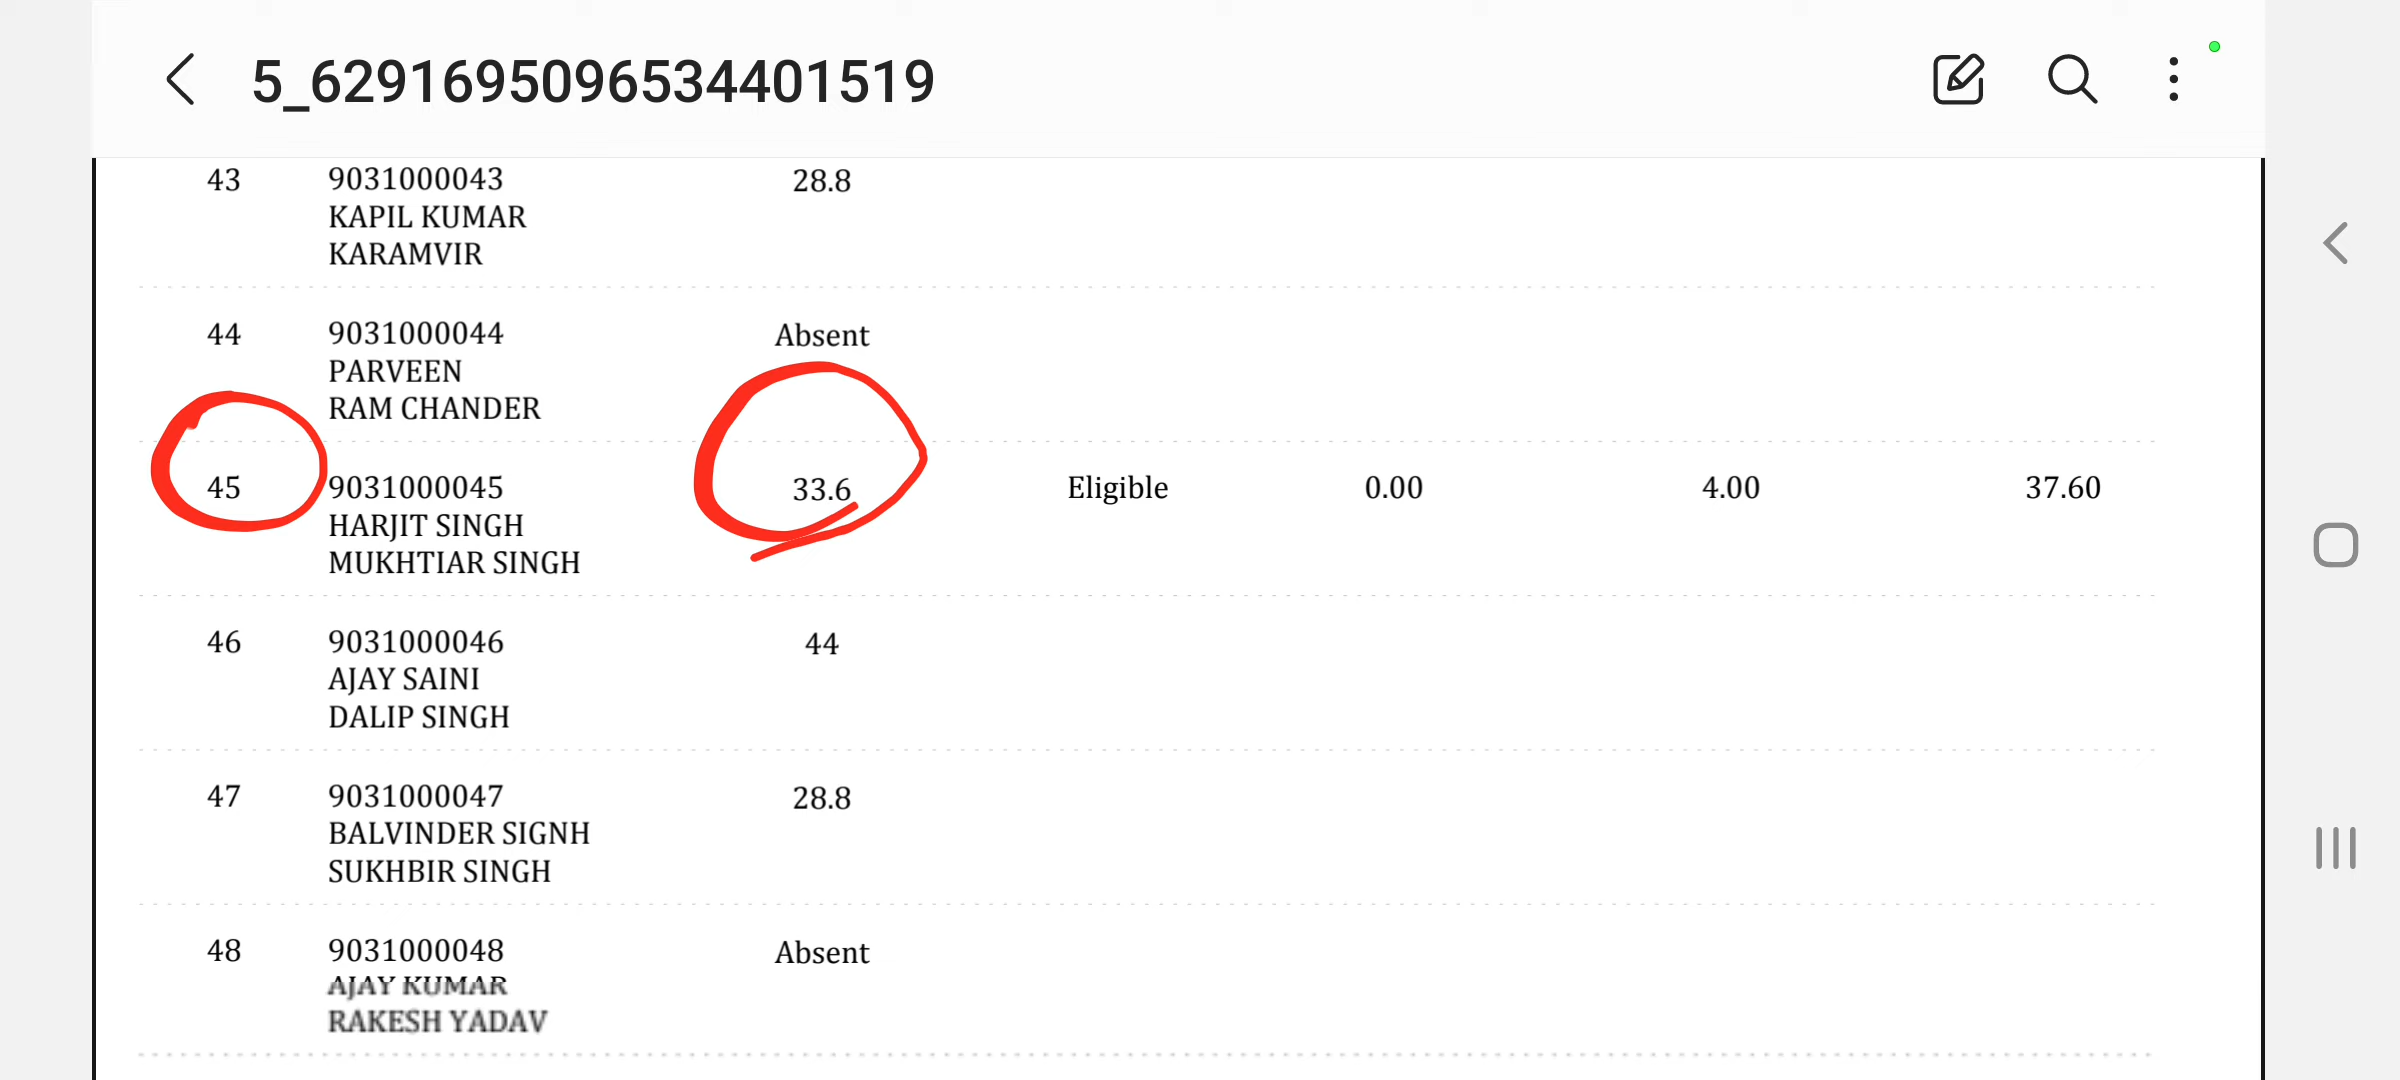 5_6291695096534401519
43 9031000043 28.8
KAPIL KUMAR
KARAMVIR
44 9031000044 Absent
PARVEEN
RAM CHANDER
45 9031000045 33.6 Eligible 0.00 4.00 37.60
HARJIT SINGH
MUKHTIAR SINGH
46 9031000046 44
AJAY SAINI
DALIP SINGH
47 9031000047 28.8
BALVINDER SIGNH
SUKHBIR SINGH
48 9031000048 Absent
AJAY KUMAR
RAKESH YADAV